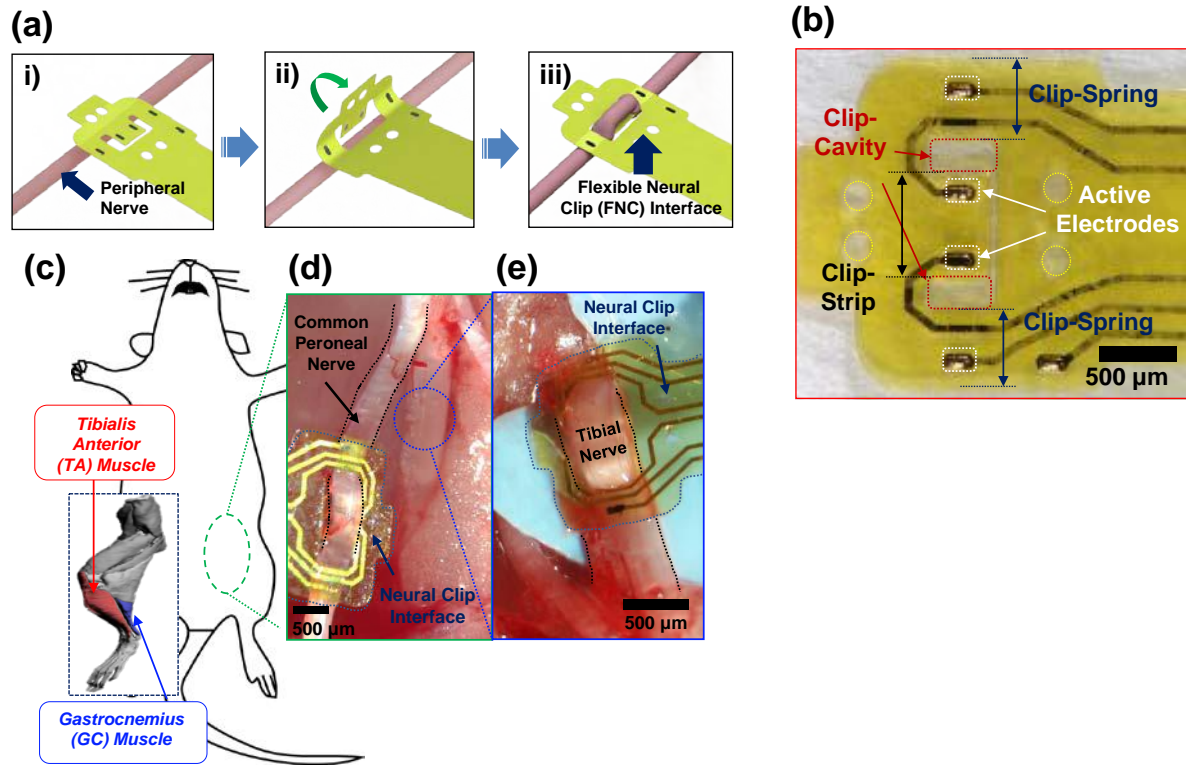 (a)
i)
Peripheral
Nerve
ii)
iii)
Flexible Neural
Clip (FNC) Interface
(b)
Clip-Spring
Clip-
Cavity
Active
Electrodes
Clip-
Strip
Clip-Spring
500 µm
(c)
Tibialis
Anterior
(TA) Muscle
Gastrocnemius
(GC) Muscle
(d)
Common
Peroneal
Nerve
Neural Clip
Interface
500 µm
(e)
Neural Clip
Interface
Tibial
Nerve
500 µm